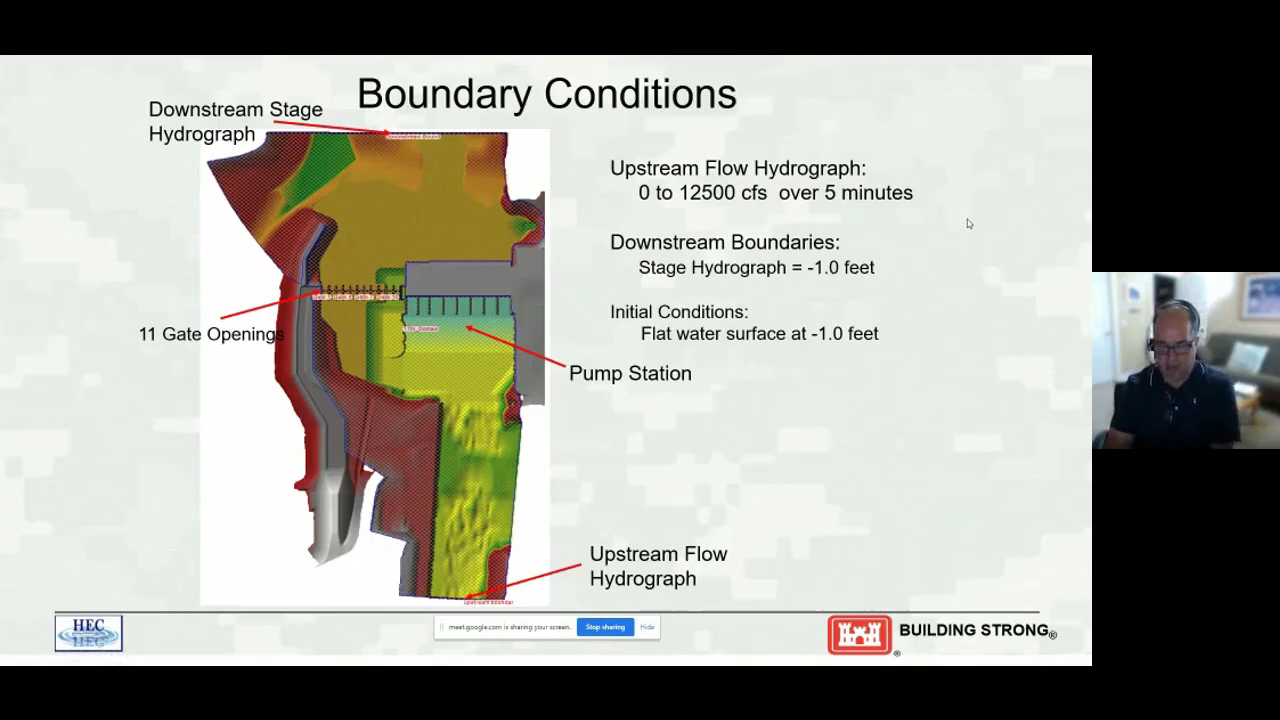 Boundary Conditions
Downstream Stage
Hydrograph
Upstream Flow Hydrograph:
0 to 12500 cfs over 5 minutes
Downstream Boundaries:
Stage Hydrograph = -1.0 feet
Initial Conditions:
Flat water surface at -1.0 feet
11 Gate Openings
Pump Station
Upstream Flow
Hydrograph
HEC
meet.google.com is sharing your screen.
Stop sharing
Hide
BUILDING STRONG®